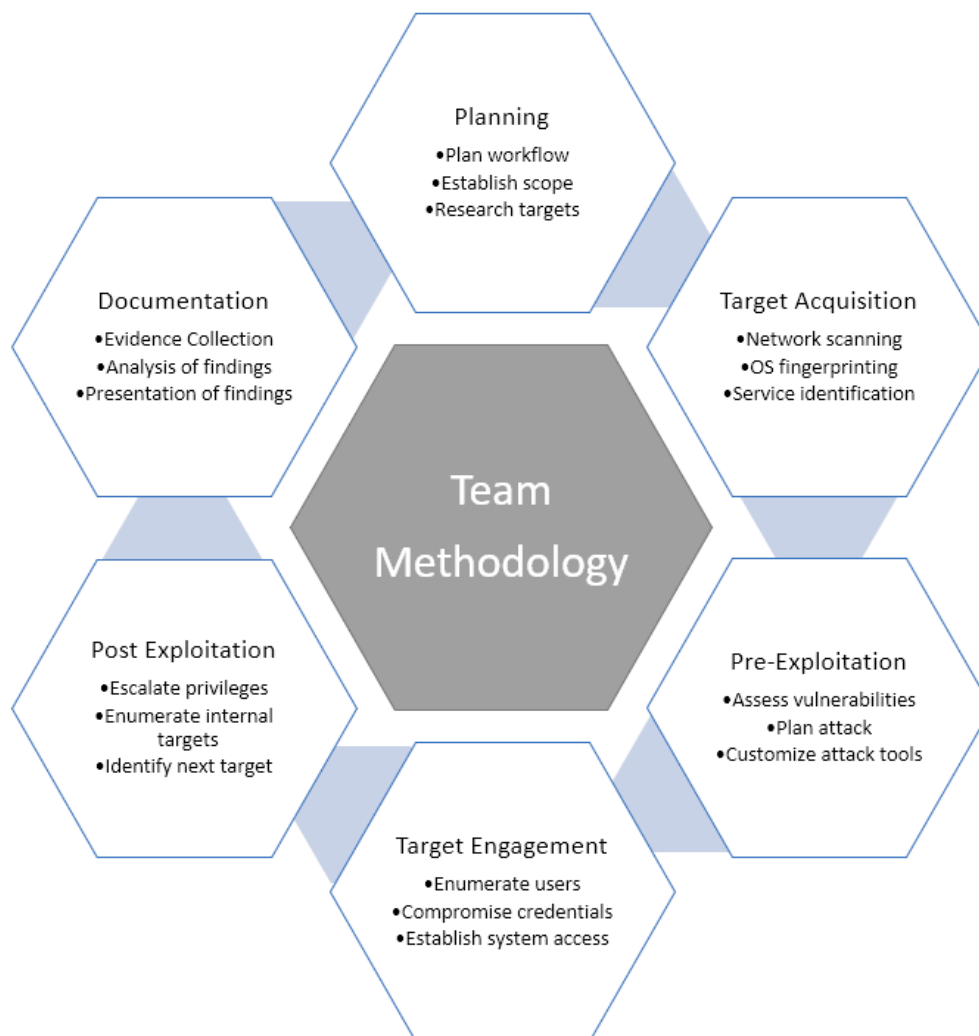 Planning
•Plan workflow
•Establish scope
•Research targets
Target Acquisition
•Network scanning
•OS fingerprinting
•Service identification
Pre-Exploitation
•Assess vulnerabilities
•Plan attack
•Customize attack tools
Target Engagement
•Enumerate users
•Compromise credentials
•Establish system access
Post Exploitation
•Escalate privileges
•Enumerate internal
targets
•Identify next target
Documentation
•Evidence Collection
•Analysis of findings
•Presentation of findings
Team
Methodology